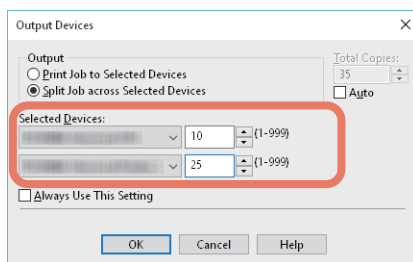 Output Devices
Output
Print Job to Selected Devices
Split Job across Selected Devices
Total Copies:
35
Auto
Selected Devices:
10 {1-999}
25 {1-999}
Always Use This Setting
OK Cancel Help